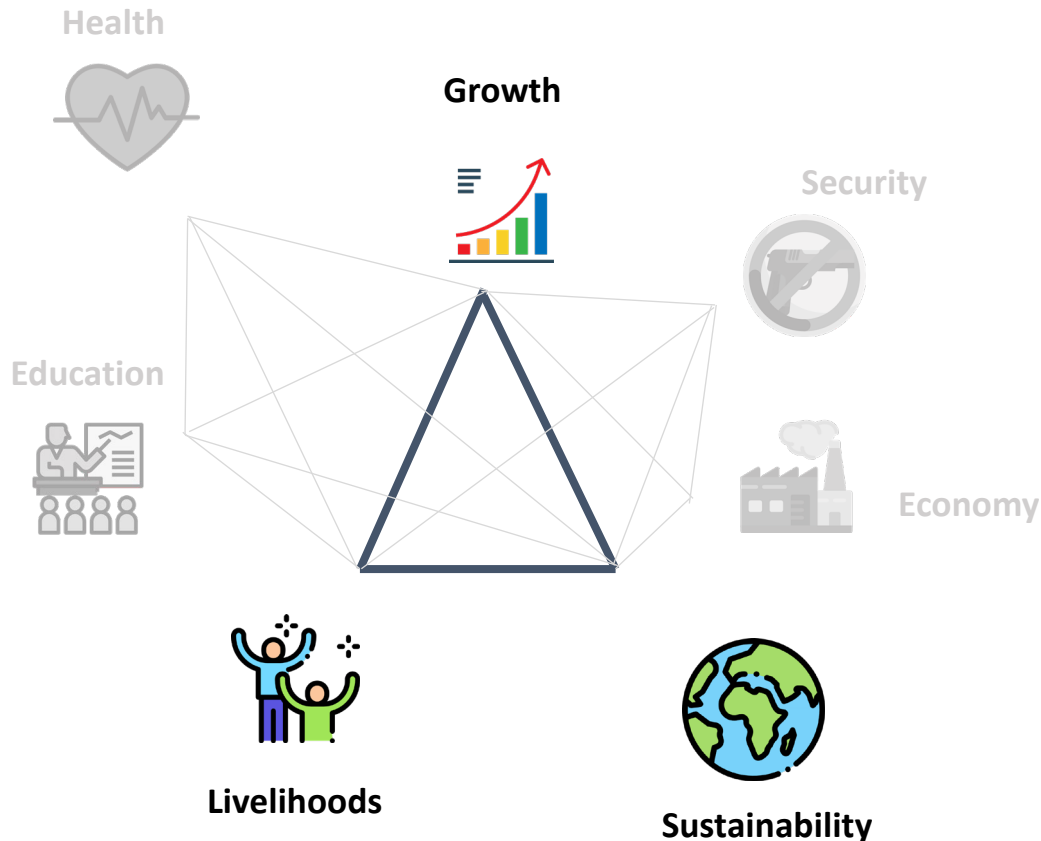 Health
Growth
Security
Education
Economy
Livelihoods
Sustainability